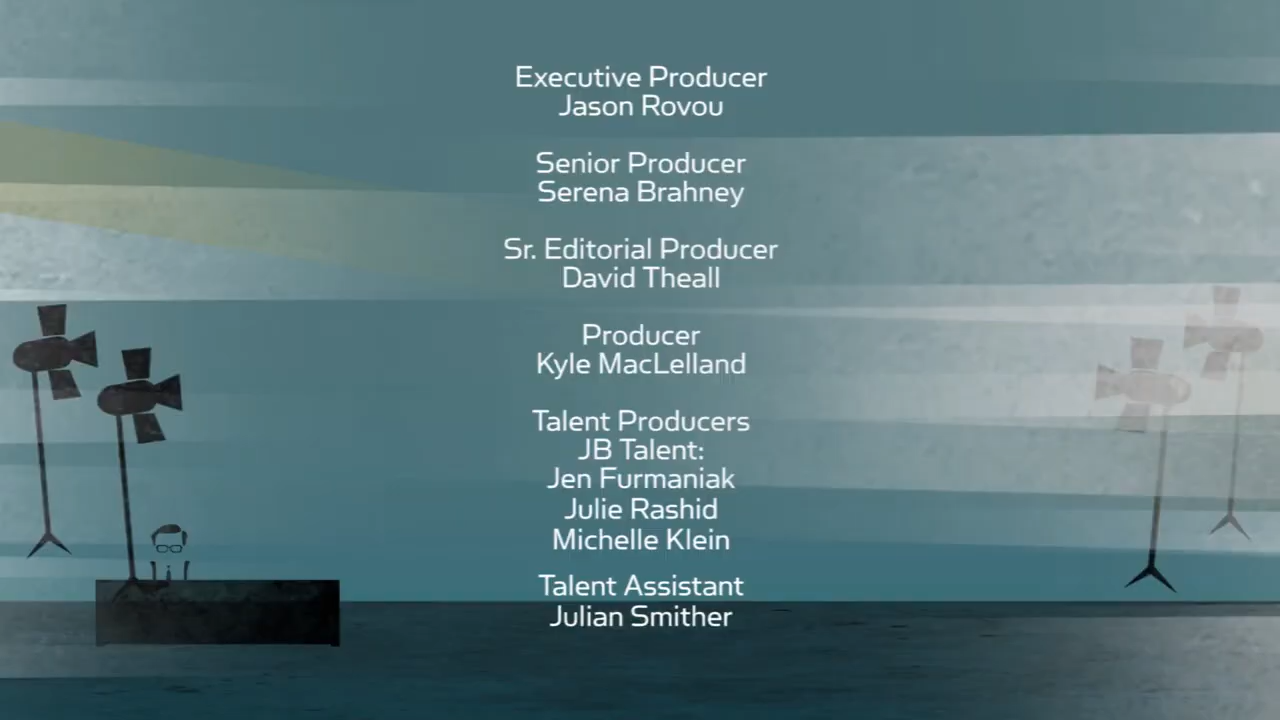 Executive Producer
Jason Rovou
Senior Producer
Serena Brahney
Sr. Editorial Producer
David Theall
Producer
Kyle MacLelland
Talent Producers
JB Talent:
Jen Furmaniak
Julie Rashid
Michelle Klein
Talent Assistant
Julian Smither